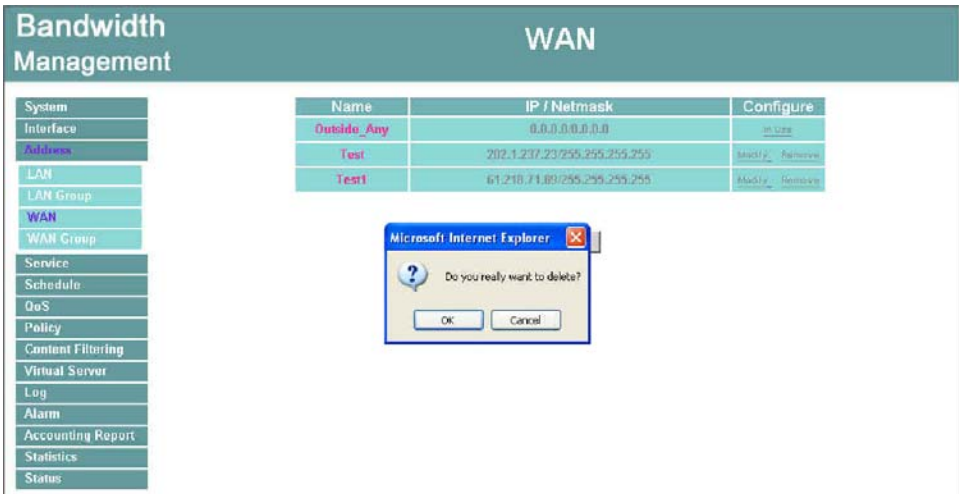 Bandwidth
Management
WAN
System
Interface
Address
LAN
LAN Group
WAN
WAN Group
Service
Schedule
QoS
Policy
Content Filtering
Virtual Server
Log
Alarm
Accounting Report
Statistics
Status
Name IP / Netmask Configure
Outside_Any 0.0.0.0/0.0.0.0 In Use
Test 202.1.237.23/255.255.255.255 Modify Remove
Test1 61.218.71.89/255.255.255.255 Modify Remove
Microsoft Internet Explorer
Do you really want to delete?
OK Cancel